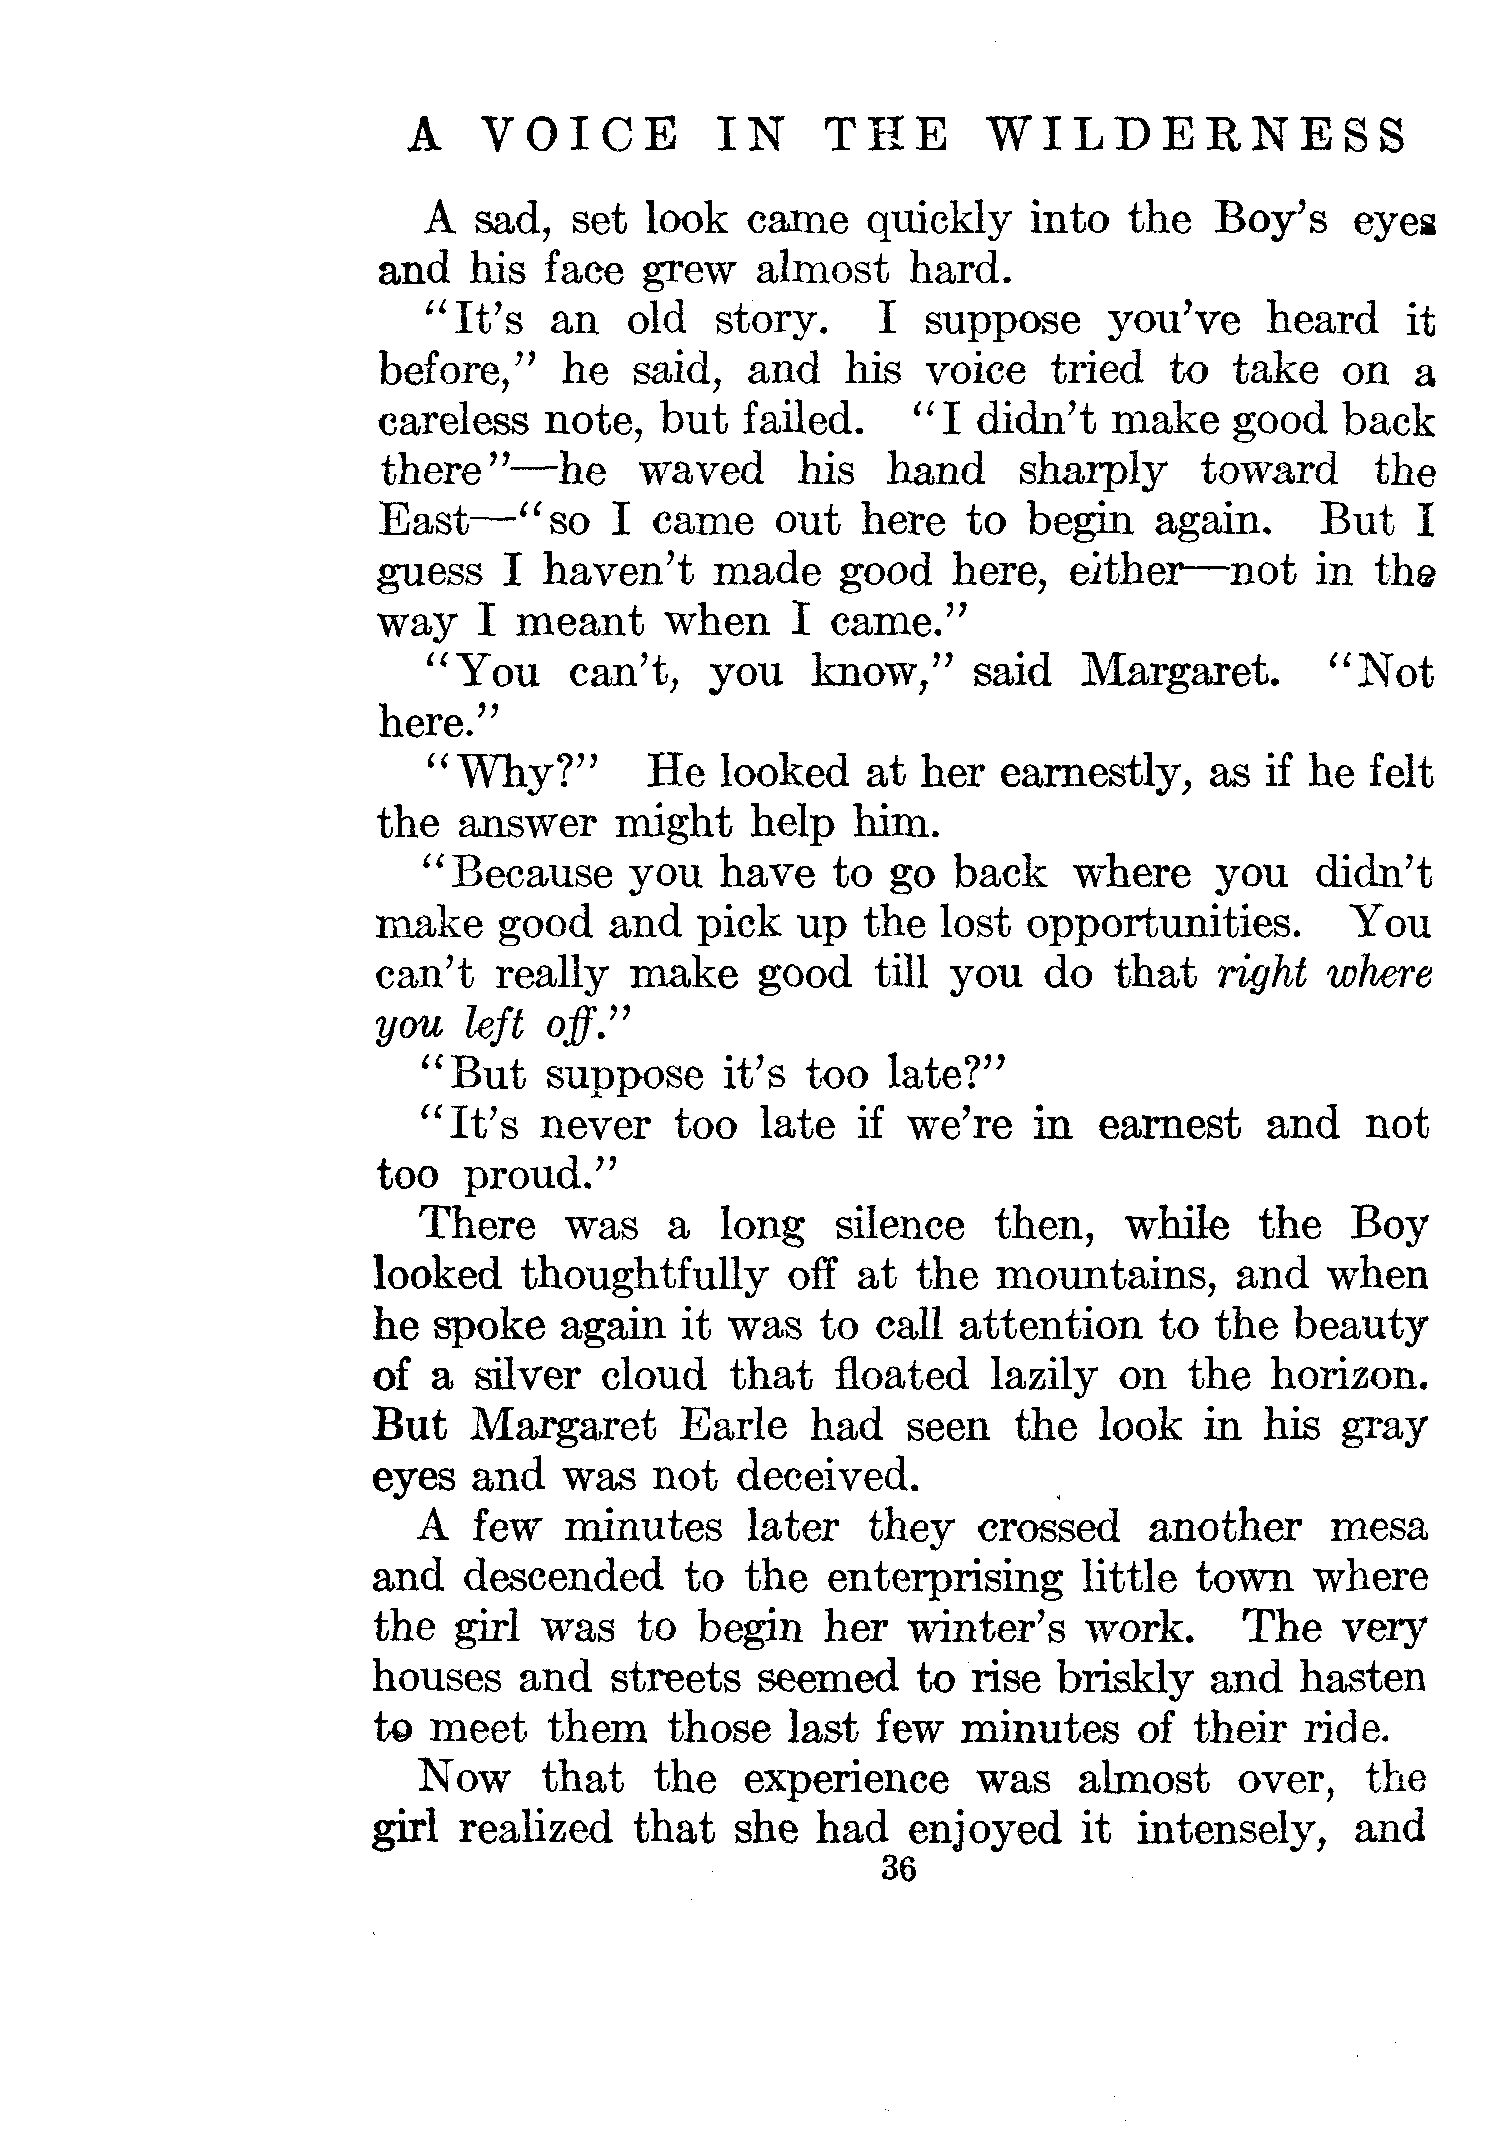 A VOICE IN THE WILDERNESS
A sad, set look came quickly into the Boy's eyes
and his face grew almost hard.
"It's an old story. I suppose you've heard it
before," he said, and his voice tried to take on a
careless note, but failed. "I didn't make good back
there"—he waved his hand sharply toward the
East—"so I came out here to begin again. But I
guess I haven't made good here, either—not in the
way I meant when I came."
"You can't, you know," said Margaret. "Not
here."
"Why?" He looked at her earnestly, as if he felt
the answer might help him.
"Because you have to go back where you didn't
make good and pick up the lost opportunities. You
can't really make good till you do that right where
you left off."
"But suppose it's too late?"
"It's never too late if we're in earnest and not
too proud."
There was a long silence then, while the Boy
looked thoughtfully off at the mountains, and when
he spoke again it was to call attention to the beauty
of a silver cloud that floated lazily on the horizon.
But Margaret Earle had seen the look in his gray
eyes and was not deceived.
A few minutes later they crossed another mesa
and descended to the enterprising little town where
the girl was to begin her winter's work. The very
houses and streets seemed to rise briskly and hasten
to meet them those last few minutes of their ride.
Now that the experience was almost over, the
girl realized that she had enjoyed it intensely, and
36